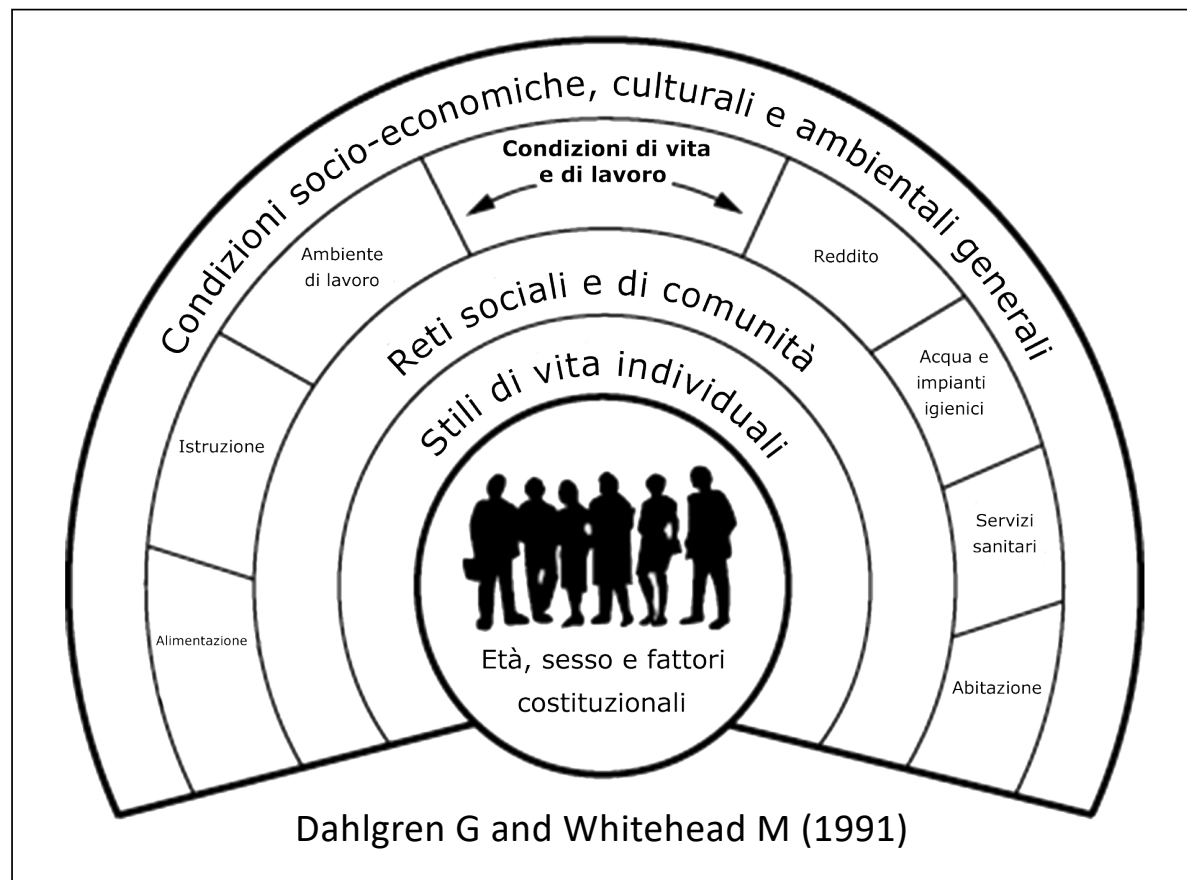 Condizioni socio-economiche, culturali e ambientali generali
Condizioni di vita
e di lavoro
Ambiente
di lavoro
Reddito
Reti sociali e di comunità
Acqua e
impianti
igienici
Stili di vita individuali
Istruzione
Servizi
sanitari
Alimentazione
Età, sesso e fattori
costituzionali
Abitazione
Dahlgren G and Whitehead M (1991)